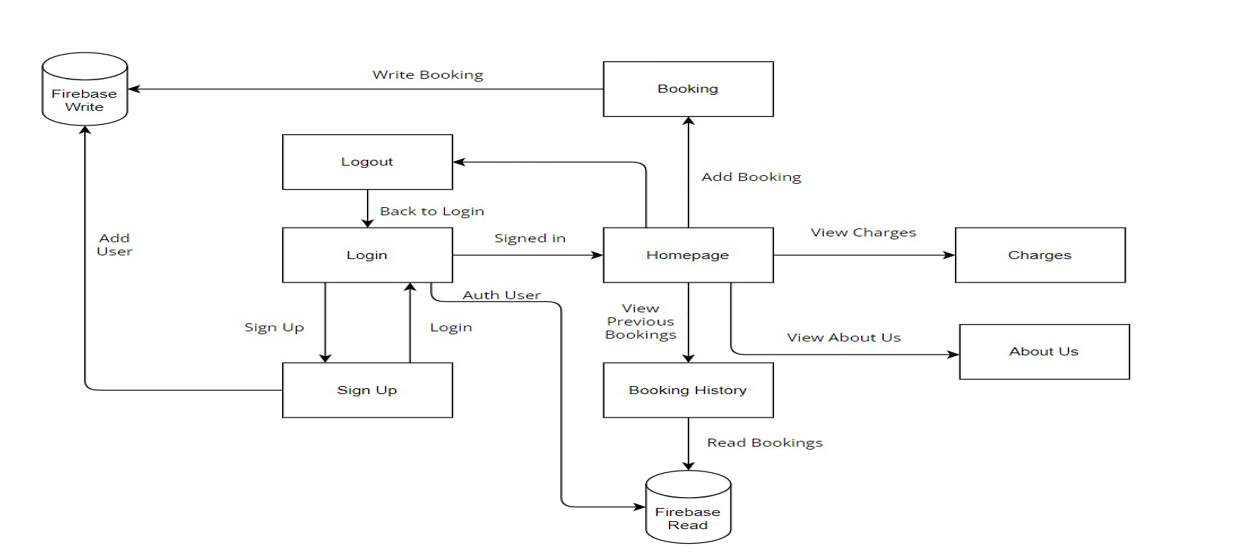 Write Booking
Firebase
Write
Booking
Logout
Add Booking
Back to Login
Add
User
Signed in
View Charges
Login
Homepage
Charges
Auth User
View
Previous
Bookings
Sign Up
Login
View About Us
About Us
Sign Up
Booking History
Read Bookings
Firebase
Read